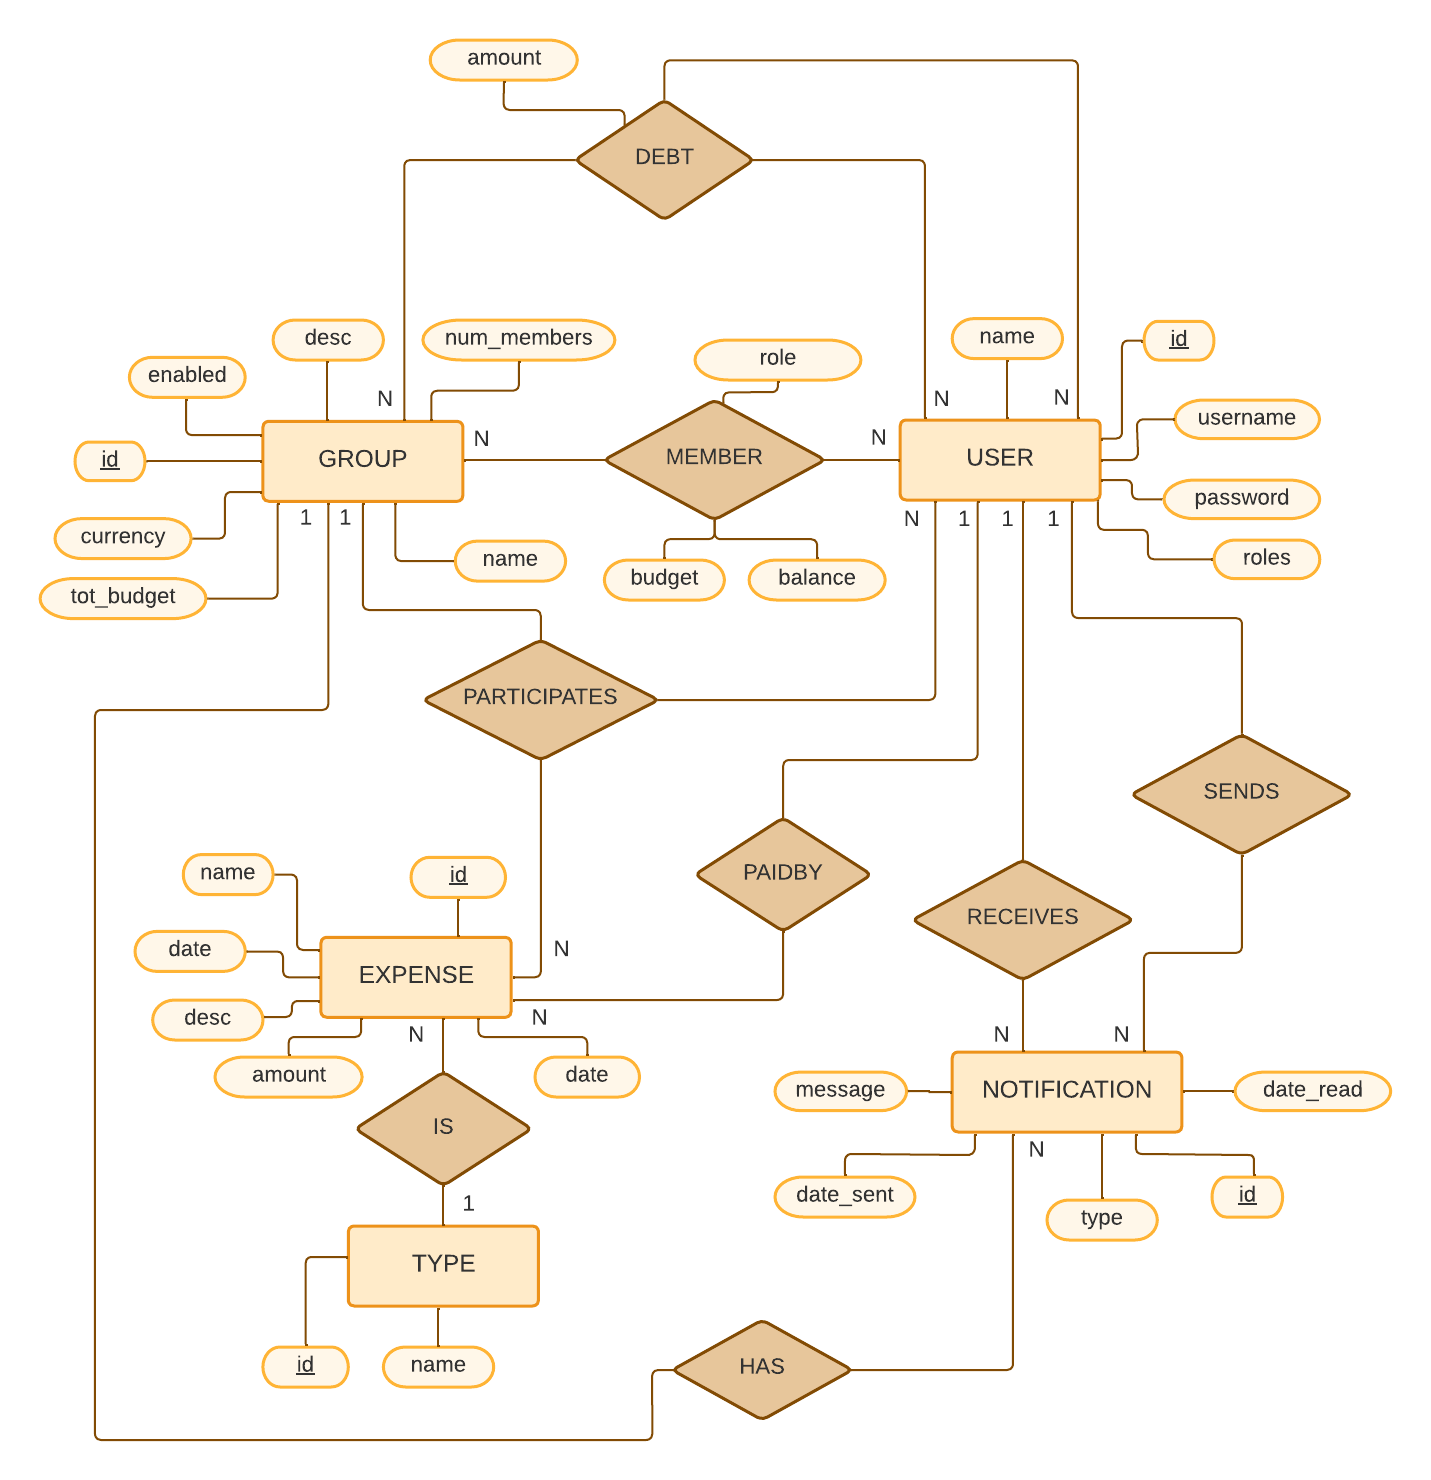 amount
DEBT
desc
num_members
name
id
role
enabled
N
N
N
username
N
N
id
GROUP
MEMBER
USER
password
1
1
N
1
1
1
currency
name
budget
balance
roles
tot_budget
PARTICIPATES
SENDS
name
id
PAIDBY
RECEIVES
date
N
EXPENSE
desc
N
N
N
N
amount
date
message
NOTIFICATION
date_read
IS
N
date_sent
id
1
type
TYPE
id
name
HAS